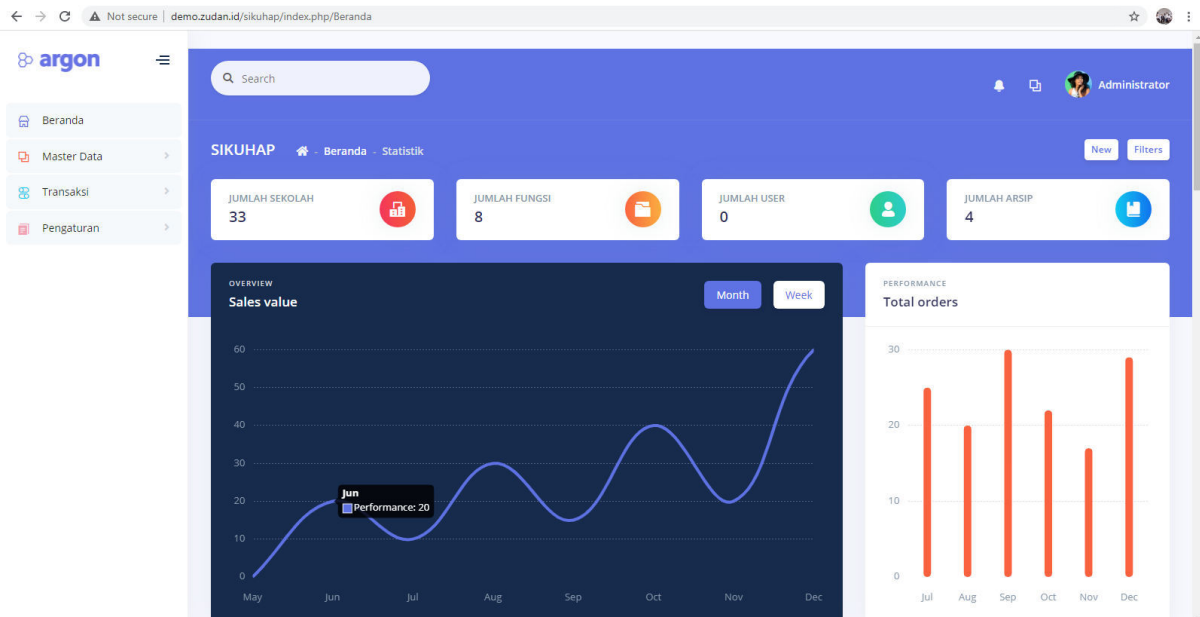 Not secure | demo.zudan.id/sikuhap/index.php/Beranda
argon
Search
Administrator
Beranda
Master Data
Transaksi
Pengaturan
SIKUHAP - Beranda - Statistik
New Filters
JUMLAH SEKOLAH
33
JUMLAH FUNGSI
8
JUMLAH USER
0
JUMLAH ARSIP
4
OVERVIEW
Sales value
Month Week
60
50
40
30
20
10
0
Jun
Performance: 20
May Jun Jul Aug Sep Oct Nov Dec
PERFORMANCE
Total orders
30
20
10
0
Jul Aug Sep Oct Nov Dec